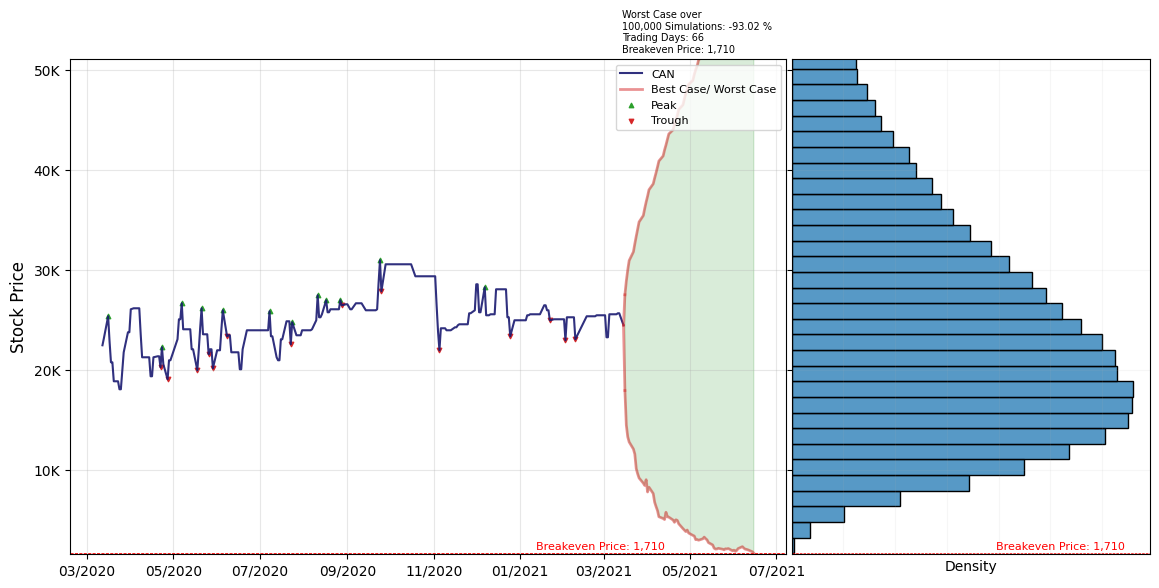 Worst Case over
100,000 Simulations: -93.02 %
Trading Days: 66
Breakeven Price: 1,710
50K
40K
30K
20K
10K
Stock Price
CAN
Best Case/ Worst Case
Peak
Trough
Breakeven Price: 1,710
Breakeven Price: 1,710
03/2020
05/2020
07/2020
09/2020
11/2020
01/2021
03/2021
05/2021
07/2021
Density